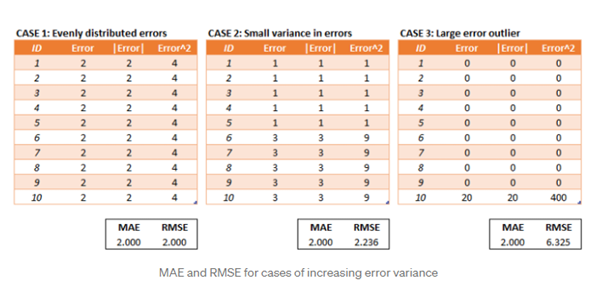 CASE 1: Evenly distributed errors CASE 2: Small variance in errors CASE 3: Large error outlier
ID Error |Error| Error^2 ID Error |Error| Error^2 ID Error |Error| Error^2
1 2 2 4 1 1 1 1 1 0 0 0
2 2 2 4 2 1 1 1 2 0 0 0
3 2 2 4 3 1 1 1 3 0 0 0
4 2 2 4 4 1 1 1 4 0 0 0
5 2 2 4 5 1 1 1 5 0 0 0
6 2 2 4 6 3 3 9 6 0 0 0
7 2 2 4 7 3 3 9 7 0 0 0
8 2 2 4 8 3 3 9 8 0 0 0
9 2 2 4 9 3 3 9 9 0 0 0
10 2 2 4 10 3 3 9 10 20 20 400
MAE RMSE MAE RMSE MAE RMSE
2.000 2.000 2.000 2.236 2.000 6.325
MAE and RMSE for cases of increasing error variance